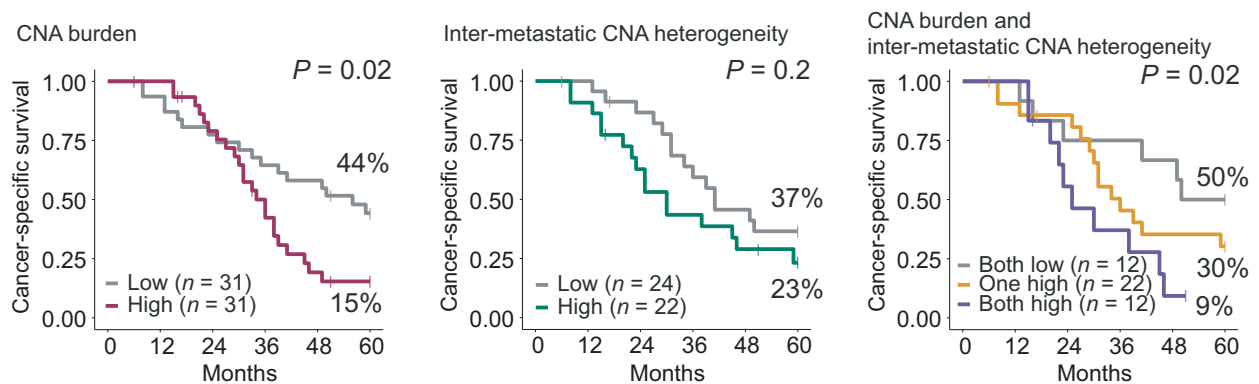 CNA burden
P = 0.02
Cancer-specific survival
1.00
0.75
0.50
0.25
0.00
44%
15%
Low (n = 31)
High (n = 31)
0 12 24 36 48 60
Months
Inter-metastatic CNA heterogeneity
P = 0.2
Cancer-specific survival
1.00
0.75
0.50
0.25
0.00
37%
23%
Low (n = 24)
High (n = 22)
0 12 24 36 48 60
Months
CNA burden and
inter-metastatic CNA heterogeneity
P = 0.02
Cancer-specific survival
1.00
0.75
0.50
0.25
0.00
50%
30%
9%
Both low (n = 12)
One high (n = 22)
Both high (n = 12)
0 12 24 36 48 60
Months